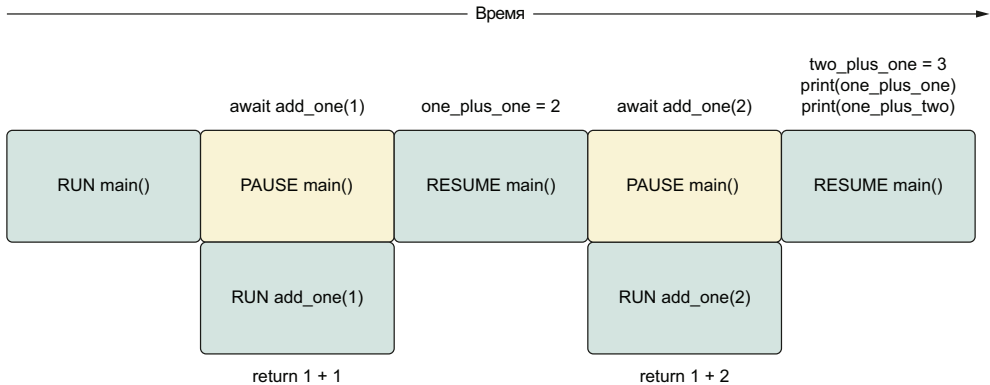 Время
two_plus_one = 3
print(one_plus_one)
await add_one(1)
one_plus_one = 2
await add_one(2)
print(one_plus_two)
RUN main()
PAUSE main()
RESUME main()
PAUSE main()
RESUME main()
RUN add_one(1)
RUN add_one(2)
return 1 + 1
return 1 + 2